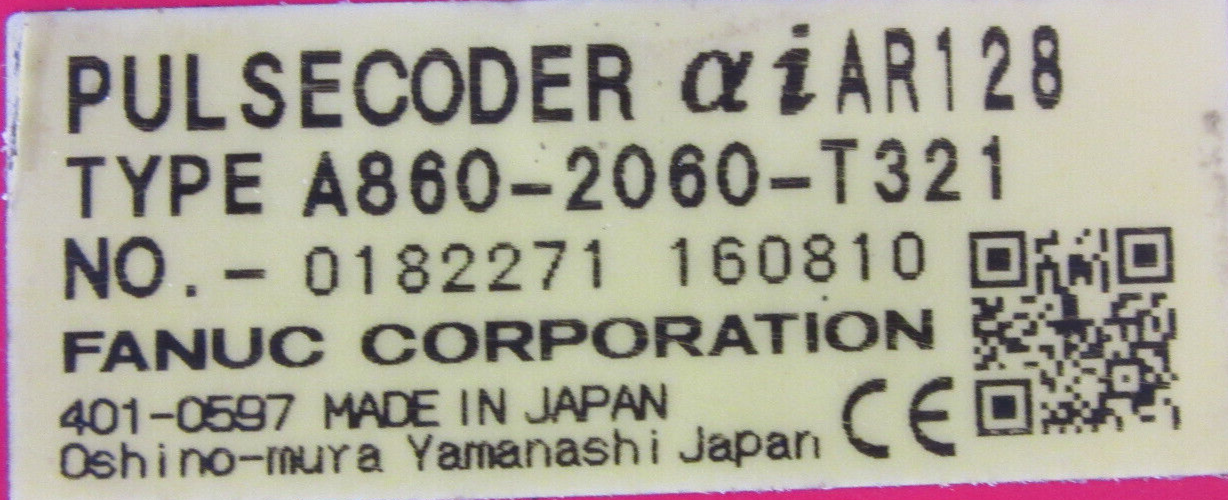 PULSECODER αiAR128
TYPE A860-2060-T321
NO.- 0182271 160810
FANUC CORPORATION
401-0597 MADE IN JAPAN
Oshino-mura Yamanashi Japan
CE